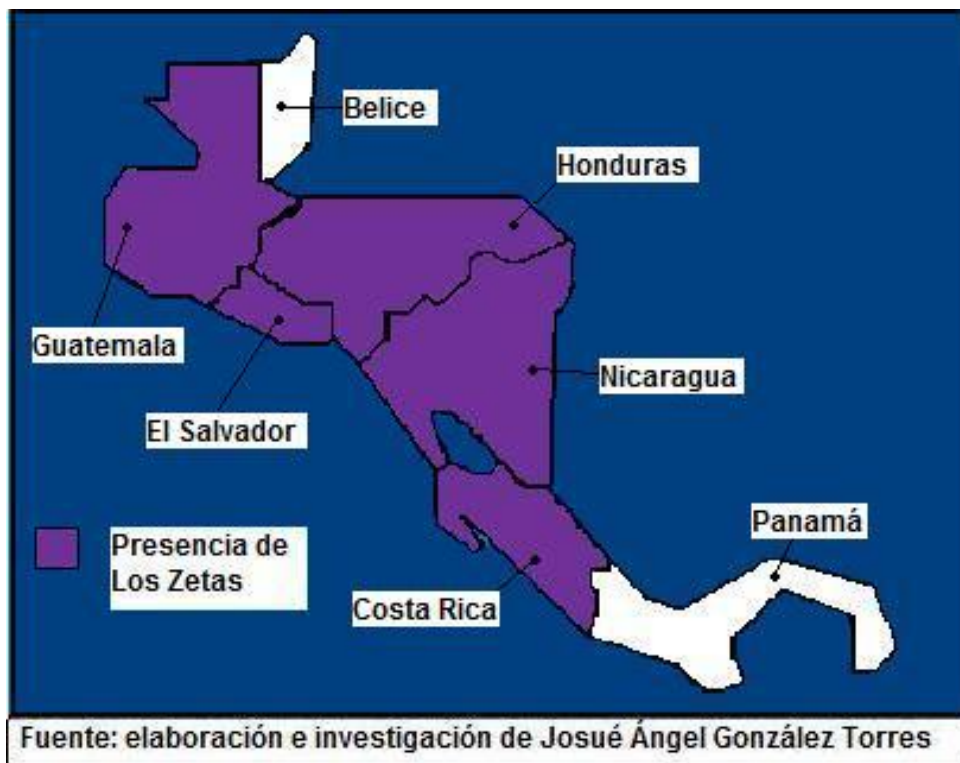 Belice
Honduras
Guatemala
Nicaragua
El Salvador
Panamá
Presencia de
Los Zetas
Costa Rica
Fuente: elaboración e investigación de Josué Ángel González Torres